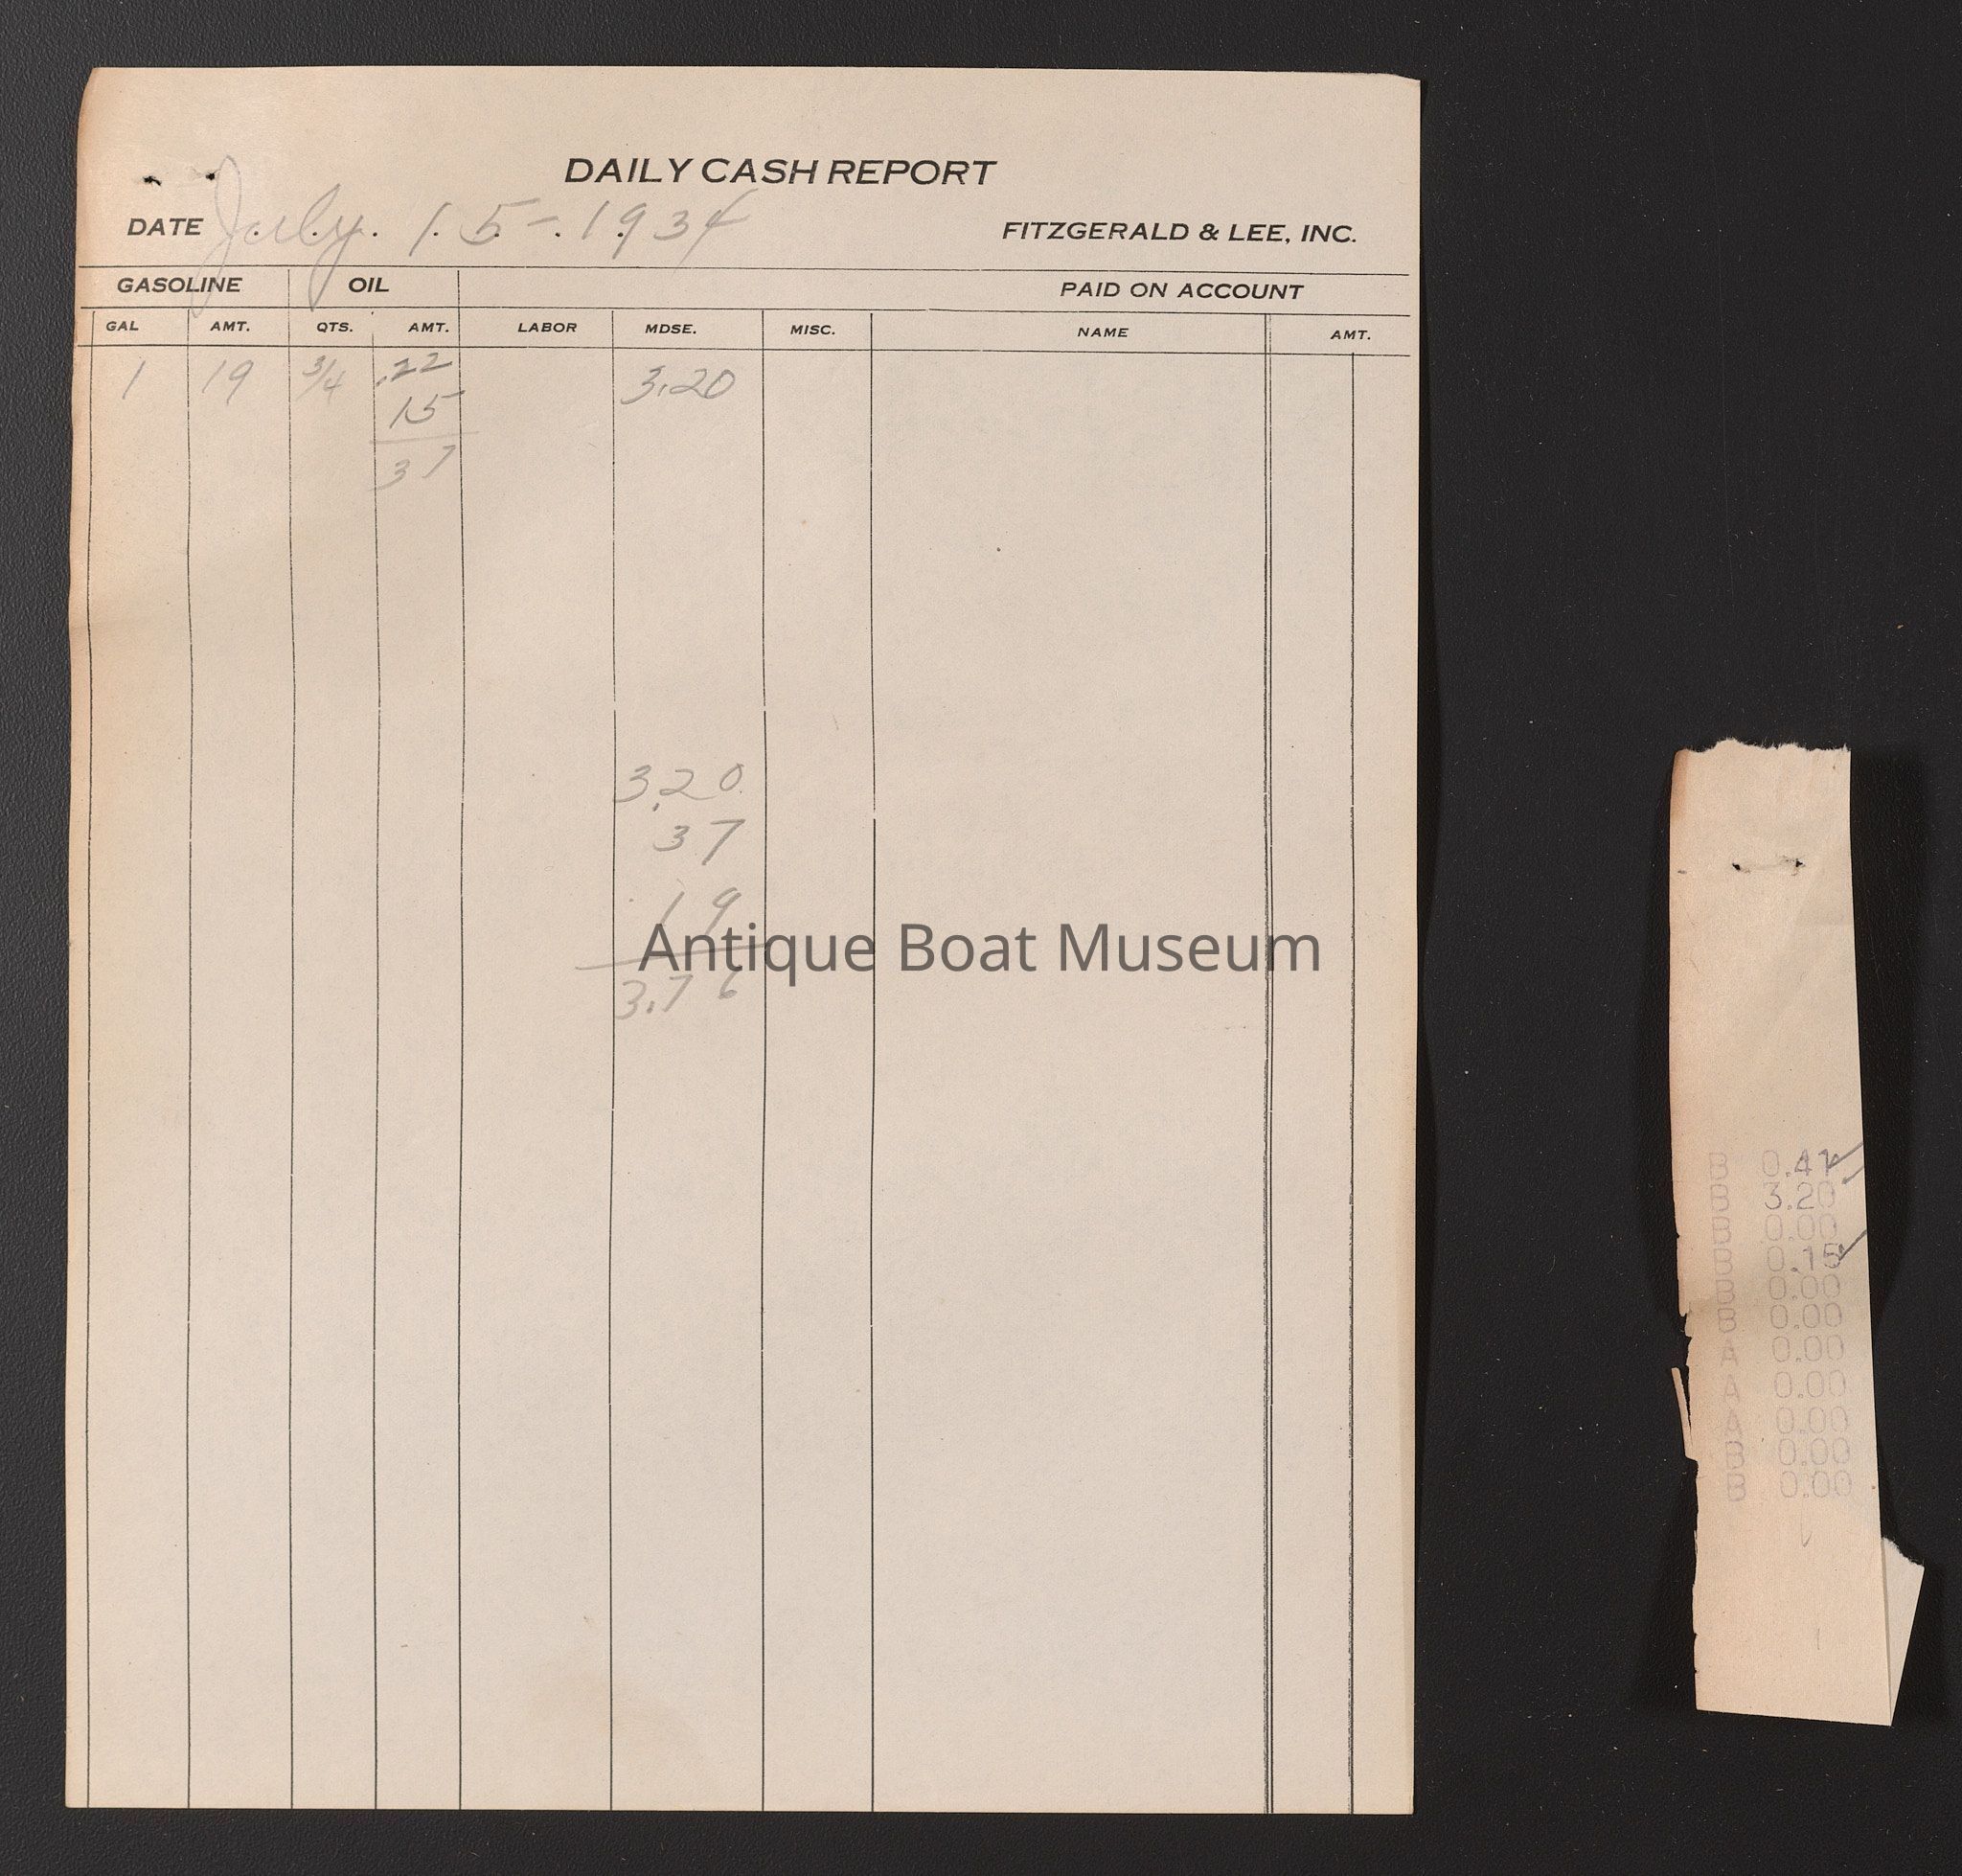 DAILY CASH REPORT
DATE July 15-1934 FITZGERALD & LEE, INC.
GASOLINE OIL PAID ON ACCOUNT
GAL AMT. QTS. AMT. LABOR MDSE. MISC. NAME AMT.
1 19 3/4 .22 3.20
15
37
3.20
37
19
Antique Boat Museum
3.76
B 0.41
B 3.20
B 0.00
B 0.15
B 0.00
B 0.00
A 0.00
A 0.00
A 0.00
B 0.00
B 0.00